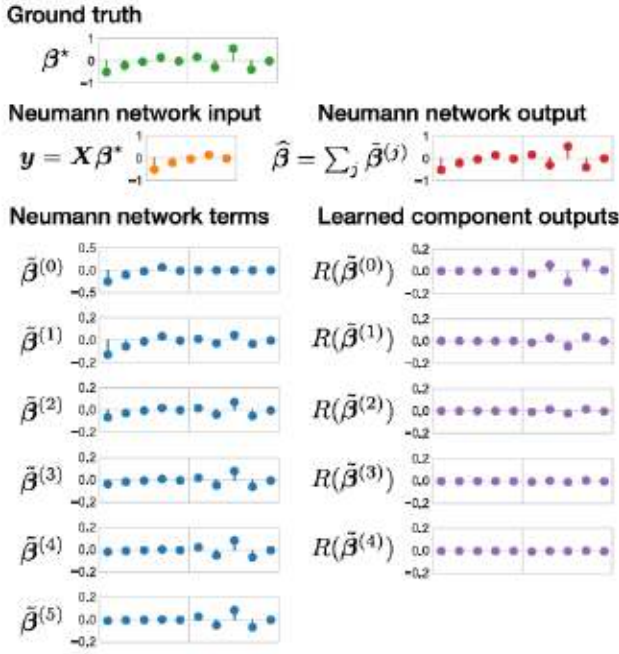 Ground truth
β* 1 0 −1
Neumann network input Neumann network output
y = Xβ* 1 0 −1 β̂ = ∑ⱼ β̃⁽ʲ⁾ 1 0 −1
Neumann network terms Learned component outputs
β̃⁽⁰⁾ 0.5 0.0 −0.5 R(β̃⁽⁰⁾) 0.2 0.0 −0.2
β̃⁽¹⁾ 0.2 0.0 −0.2 R(β̃⁽¹⁾) 0.2 0.0 −0.2
β̃⁽²⁾ 0.2 0.0 −0.2 R(β̃⁽²⁾) 0.2 0.0 −0.2
β̃⁽³⁾ 0.2 0.0 −0.2 R(β̃⁽³⁾) 0.2 0.0 −0.2
β̃⁽⁴⁾ 0.2 0.0 −0.2 R(β̃⁽⁴⁾) 0.2 0.0 −0.2
β̃⁽⁵⁾ 0.2 0.0 −0.2